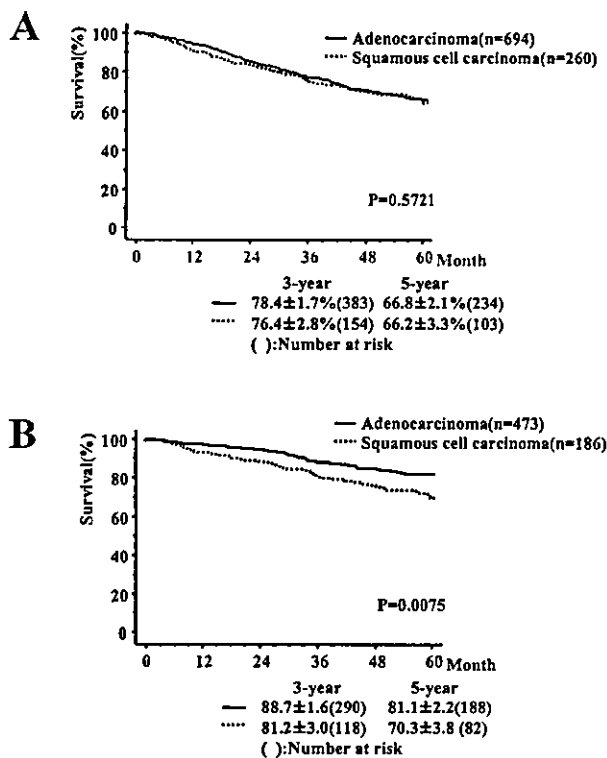 A
Survival(%)
100
80
60
40
20
0
Adenocarcinoma(n=694)
Squamous cell carcinoma(n=260)
P=0.5721
0 12 24 36 48 60 Month
3-year 5-year
78.4±1.7%(383) 66.8±2.1%(234)
76.4±2.8%(154) 66.2±3.3%(103)
( ):Number at risk
B
Survival(%)
100
80
60
40
20
0
Adenocarcinoma(n=473)
Squamous cell carcinoma(n=186)
P=0.0075
0 12 24 36 48 60 Month
3-year 5-year
88.7±1.6(290) 81.1±2.2(188)
81.2±3.0(118) 70.3±3.8 (82)
( ):Number at risk